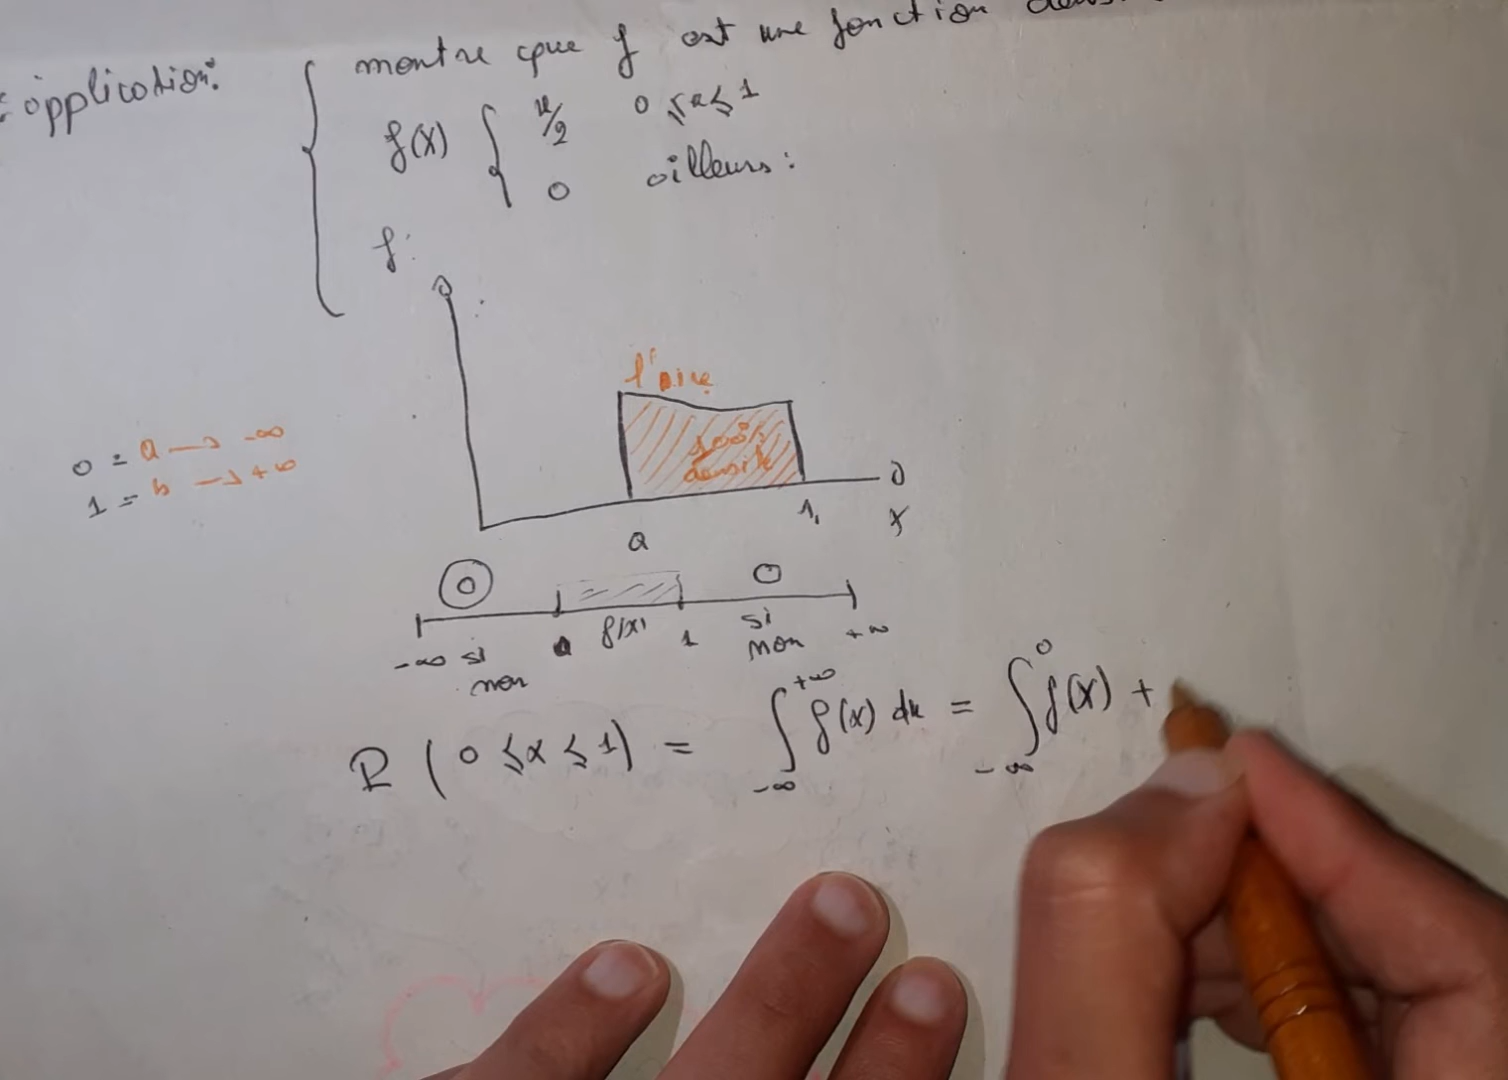 application: montre que f est une fonction
f(x) { x/2 0 ≤ x ≤ 1
0 ailleurs :
f:
l'aire
100%
densité
0 = a → -∞
1 = b → +∞
a 1
x
0 0
f(x)
-∞ si non 0 1 si non +∞
P ( 0 ≤ x ≤ 1 ) = ∫_{-∞}^{+∞} f(x) dx = ∫_{-∞}^{0} f(x) +